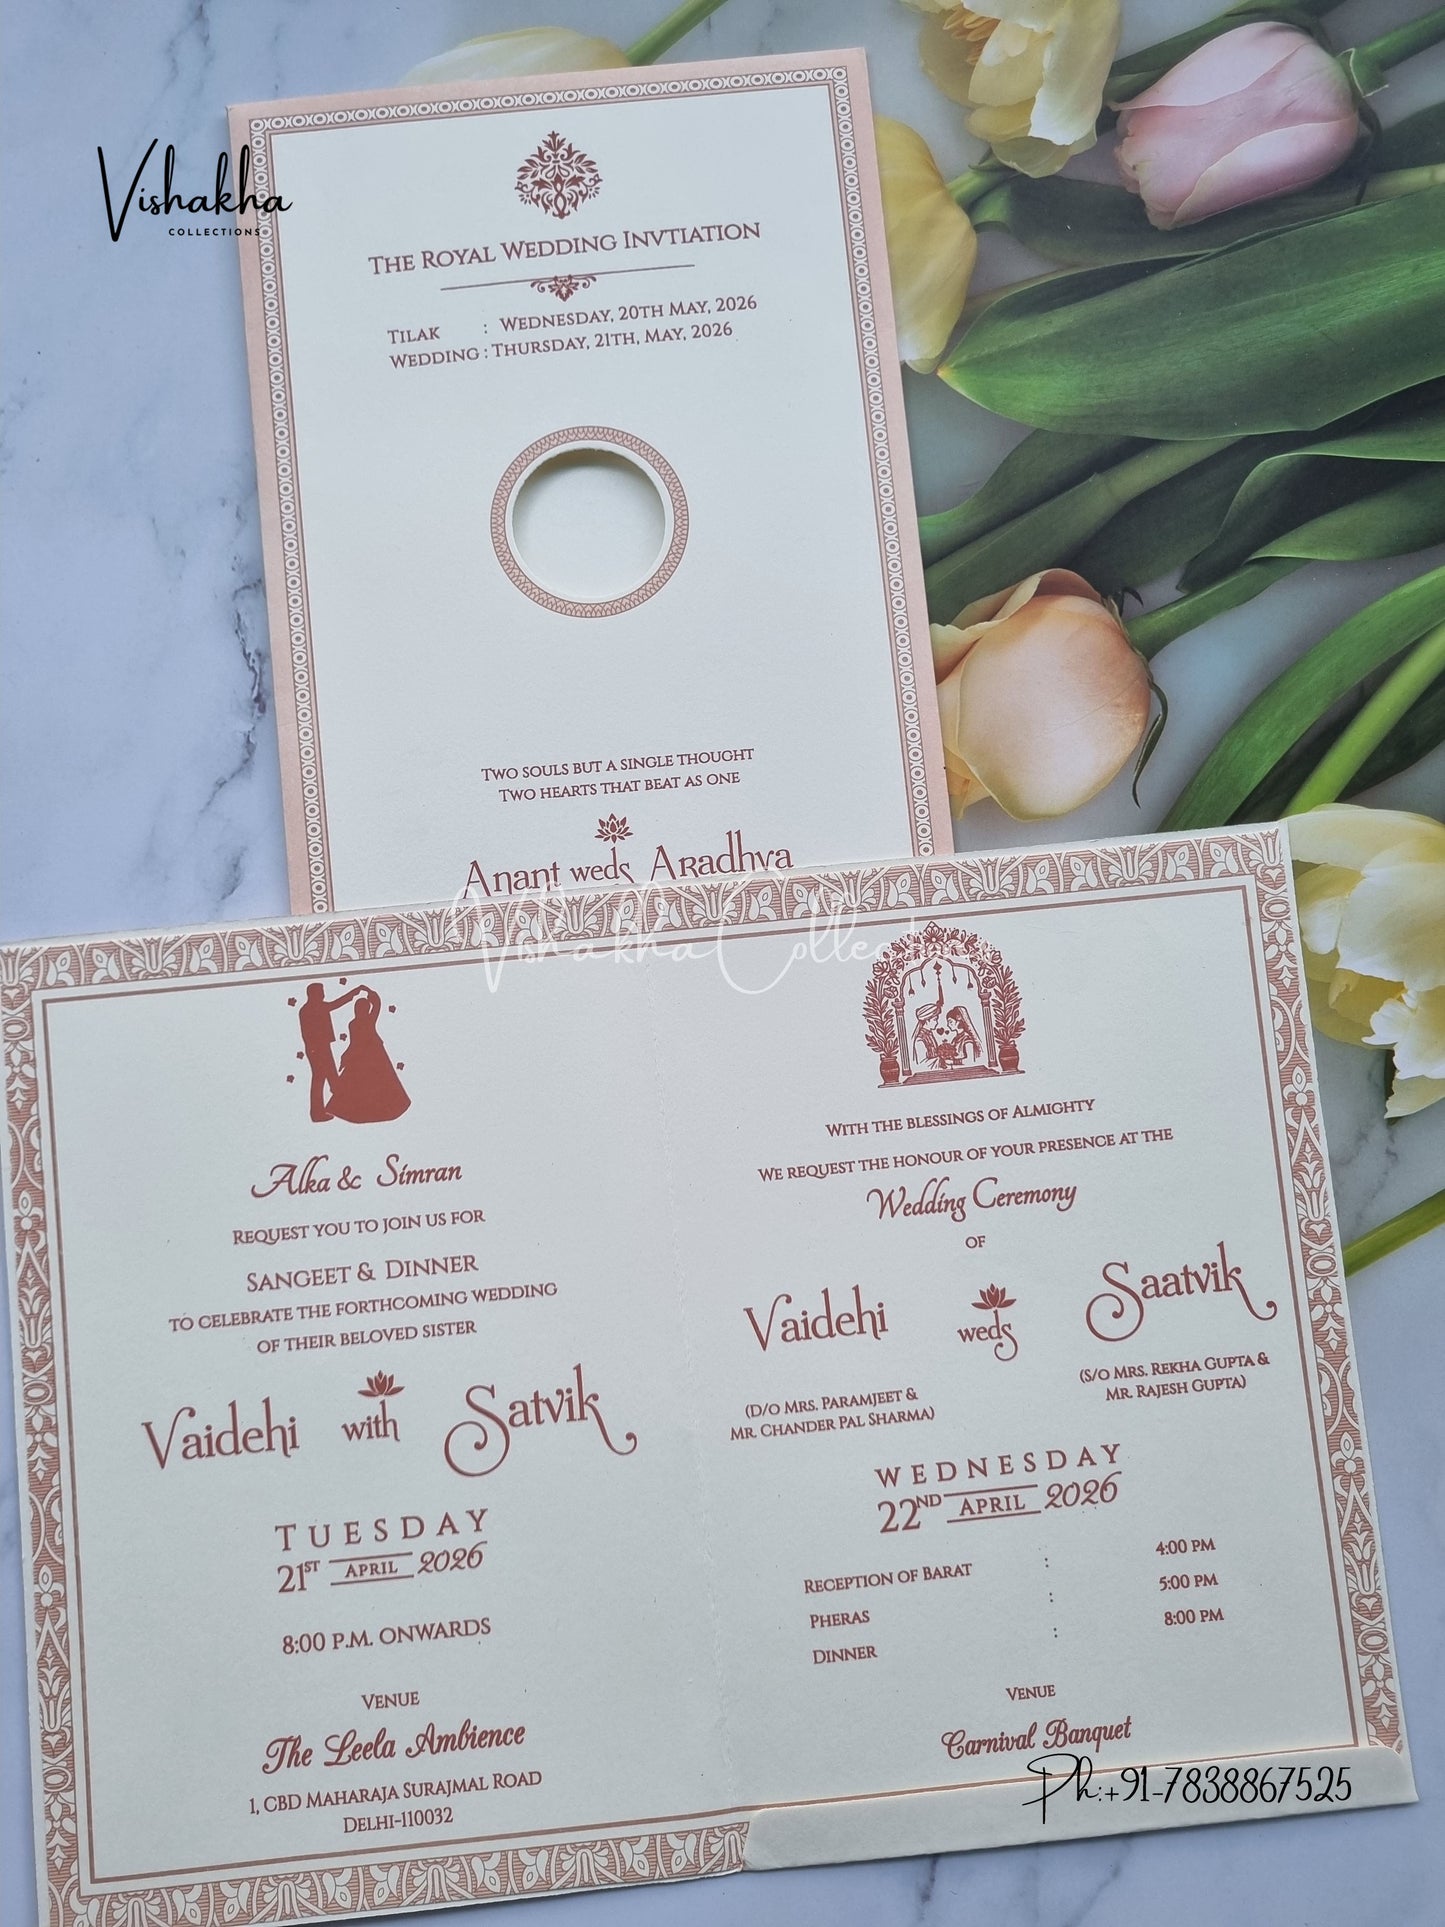 Vishakha
COLLECTIONS
The Royal Wedding Invtiation
Tilak : Wednesday, 20th May, 2026
Wedding : Thursday, 21th, May, 2026
Two souls but a single thought
Two hearts that beat as one
Anant weds Aradhya
Vishakha Collections
Alka & Simran
Request you to join us for
Sangeet & Dinner
to celebrate the forthcoming wedding
of their beloved sister
Vaidehi with Satvik
TUESDAY
21ST APRIL 2026
8:00 P.M. onwards
Venue
The Leela Ambience
1, CBD Maharaja Surajmal Road
Delhi-110032
With the blessings of Almighty
We request the honour of your presence at the
Wedding Ceremony
of
Vaidehi weds Saatvik
(D/o Mrs. Paramjeet &
Mr. Chander Pal Sharma)
(S/o Mrs. Rekha Gupta &
Mr. Rajesh Gupta)
WEDNESDAY
22ND APRIL 2026
Reception of Barat : 4:00 PM
Pheras : 5:00 PM
Dinner : 8:00 PM
Venue
Carnival Banquet
Ph.:+91-7838867525